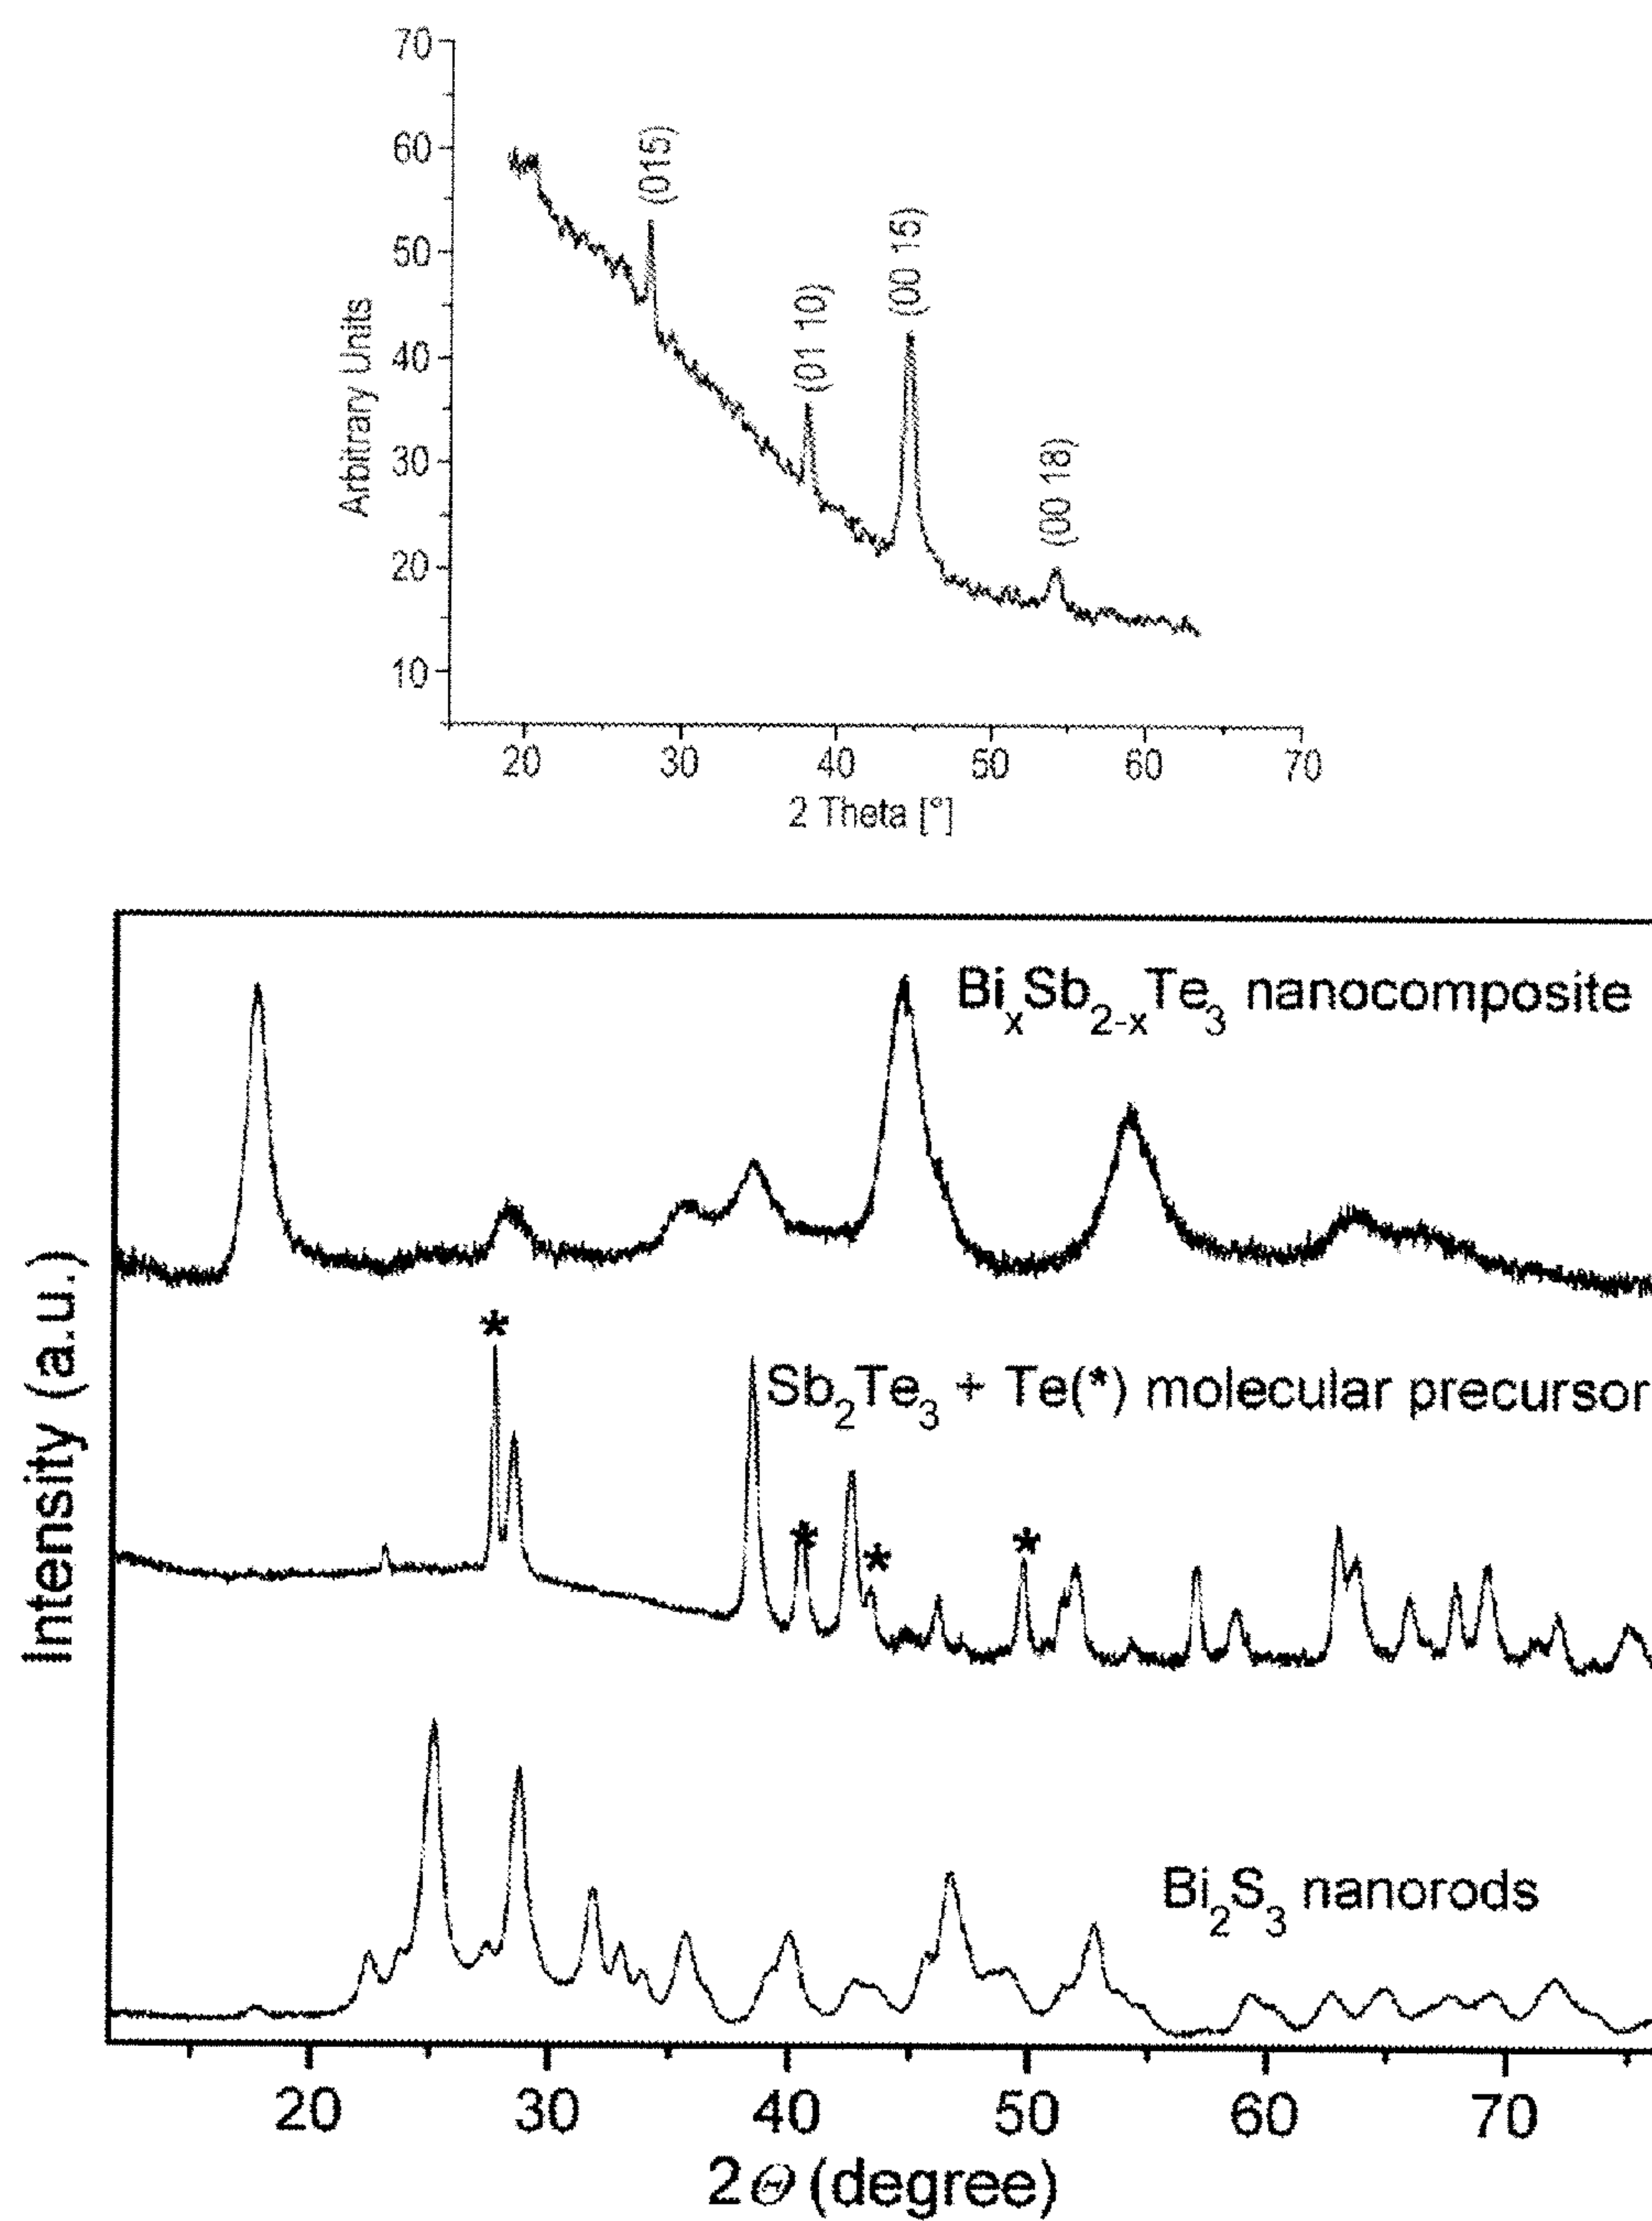 70
60
50
40
30
20
10
Arbitrary Units
(015)
(01 10)
(00 15)
(00 18)
20 30 40 50 60 70
2 Theta [°]
BixSb2-xTe3 nanocomposite
*
Sb2Te3 + Te(*) molecular precursor
* * *
Bi2S3 nanorods
Intensity (a.u.)
20 30 40 50 60 70
2Θ (degree)